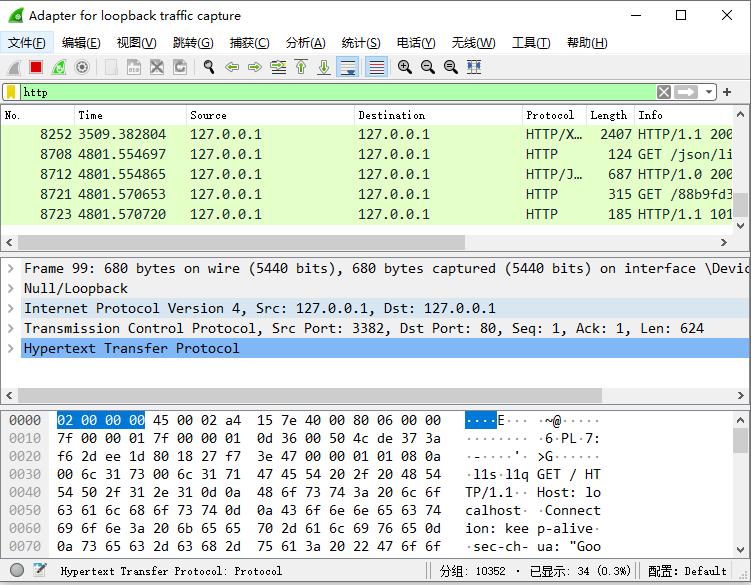 Adapter for loopback traffic capture
文件(F) 编辑(E) 视图(V) 跳转(G) 捕获(C) 分析(A) 统计(S) 电话(Y) 无线(W) 工具(T) 帮助(H)
http
No. Time Source Destination Protocol Length Info
8252 3509.382804 127.0.0.1 127.0.0.1 HTTP/X… 2407 HTTP/1.1 200
8708 4801.554697 127.0.0.1 127.0.0.1 HTTP 124 GET /json/li
8712 4801.554865 127.0.0.1 127.0.0.1 HTTP/J… 687 HTTP/1.0 200
8721 4801.570653 127.0.0.1 127.0.0.1 HTTP 315 GET /88b9fd3
8723 4801.570720 127.0.0.1 127.0.0.1 HTTP 185 HTTP/1.1 101
Frame 99: 680 bytes on wire (5440 bits), 680 bytes captured (5440 bits) on interface \Devic
Null/Loopback
Internet Protocol Version 4, Src: 127.0.0.1, Dst: 127.0.0.1
Transmission Control Protocol, Src Port: 3382, Dst Port: 80, Seq: 1, Ack: 1, Len: 624
Hypertext Transfer Protocol
0000 02 00 00 00 45 00 02 a4 15 7e 40 00 80 06 00 00 ····E··· ·~@·····
0010 7f 00 00 01 7f 00 00 01 0d 36 00 50 4c de 37 3a ········ ·6·PL·7:
0020 f6 2d ee 1d 80 18 27 f7 3e 47 00 00 01 01 08 0a ·-····'· >G······
0030 00 6c 31 73 00 6c 31 71 47 45 54 20 2f 20 48 54 ·l1s·l1q GET / HT
0040 54 50 2f 31 2e 31 0d 0a 48 6f 73 74 3a 20 6c 6f TP/1.1·· Host: lo
0050 63 61 6c 68 6f 73 74 0d 0a 43 6f 6e 6e 65 63 74 calhost· ·Connect
0060 69 6f 6e 3a 20 6b 65 65 70 2d 61 6c 69 76 65 0d ion: kee p-alive·
0070 0a 73 65 63 2d 63 68 2d 75 61 3a 20 22 47 6f 6f ·sec-ch- ua: "Goo
Hypertext Transfer Protocol: Protocol 分组: 10352 · 已显示: 34 (0.3%) 配置: Default